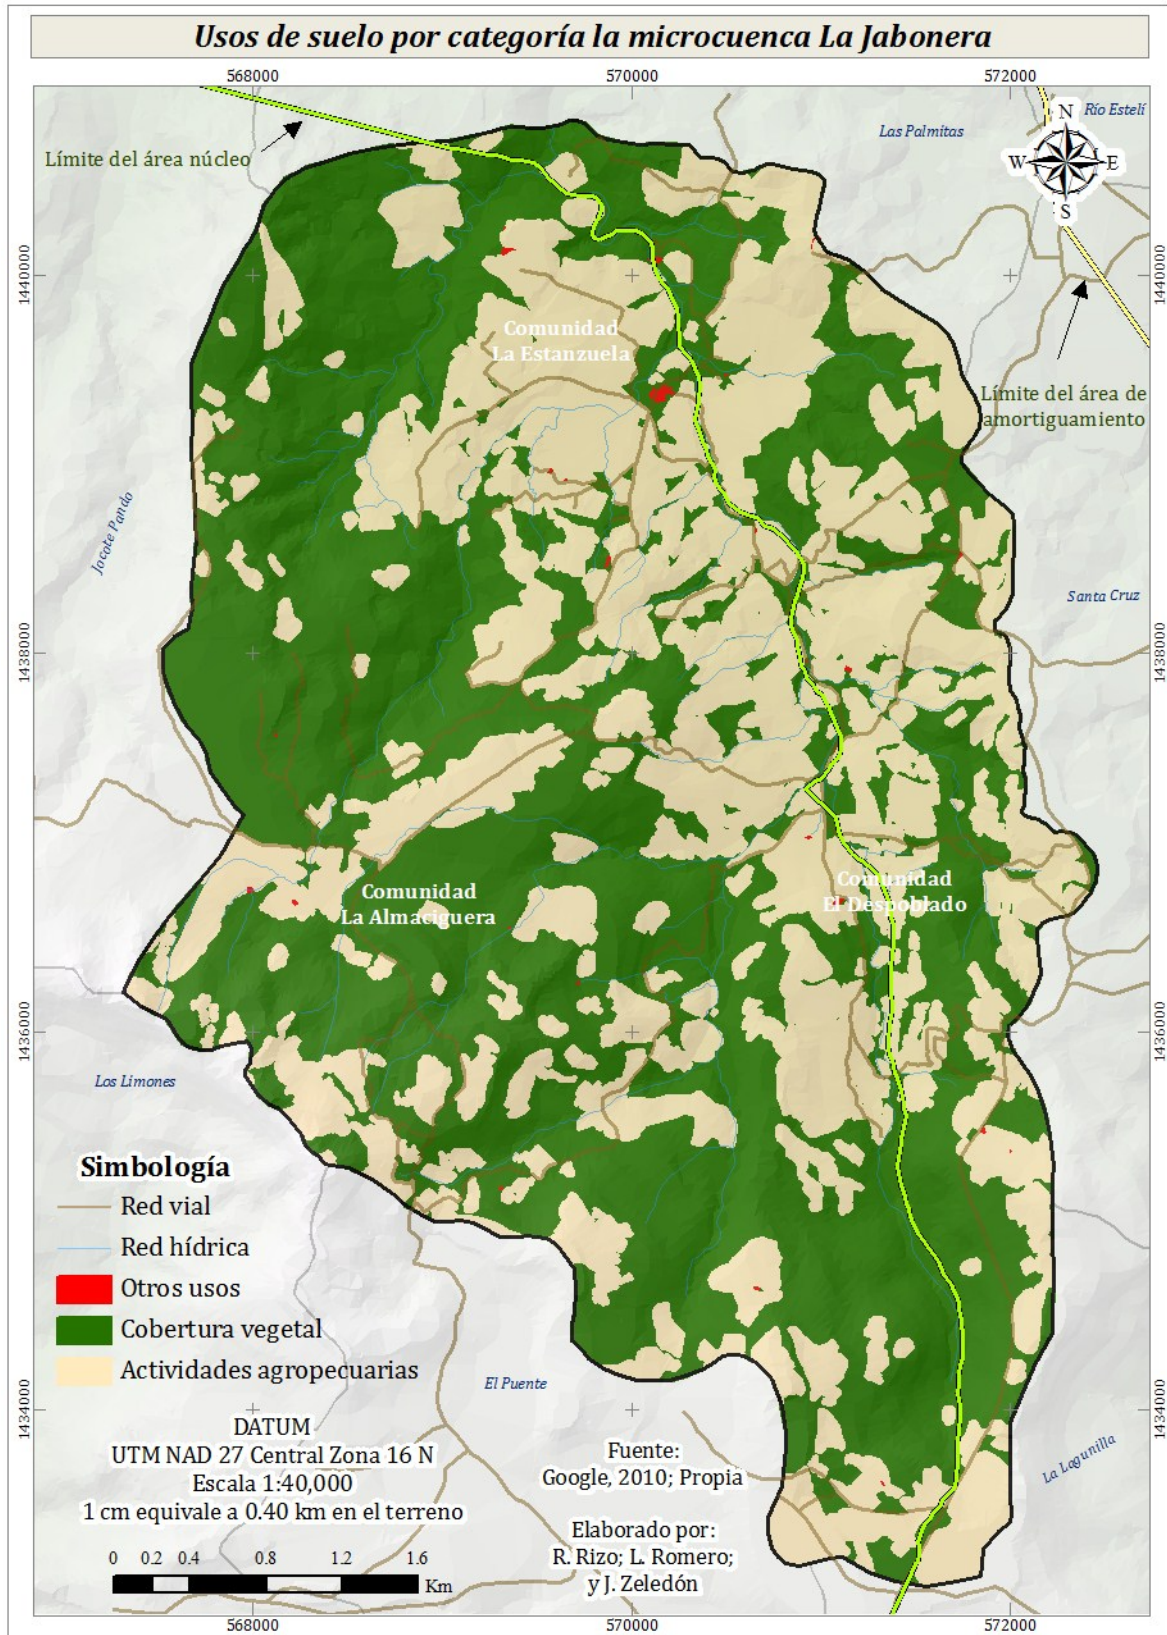 Usos de suelo por categoría la microcuenca La Jabonera
568000
570000
572000
Río Estelí
Las Palmitas
N
W
E
S
Límite del área núcleo
1440000
1440000
Comunidad
La Estanzuela
Límite del área de
amortiguamiento
Jocote Pando
Santa Cruz
1438000
1438000
Comunidad
La Almaciguera
Comunidad
El Despoblado
1436000
1436000
Los Limones
Simbología
Red vial
Red hídrica
Otros usos
Cobertura vegetal
Actividades agropecuarias
El Puente
1434000
1434000
La Lagunilla
DATUM
UTM NAD 27 Central Zona 16 N
Escala 1:40,000
1 cm equivale a 0.40 km en el terreno
0 0.2 0.4 0.8 1.2 1.6
Km
Fuente:
Google, 2010; Propia
Elaborado por:
R. Rizo; L. Romero;
y J. Zeledón
568000
570000
572000